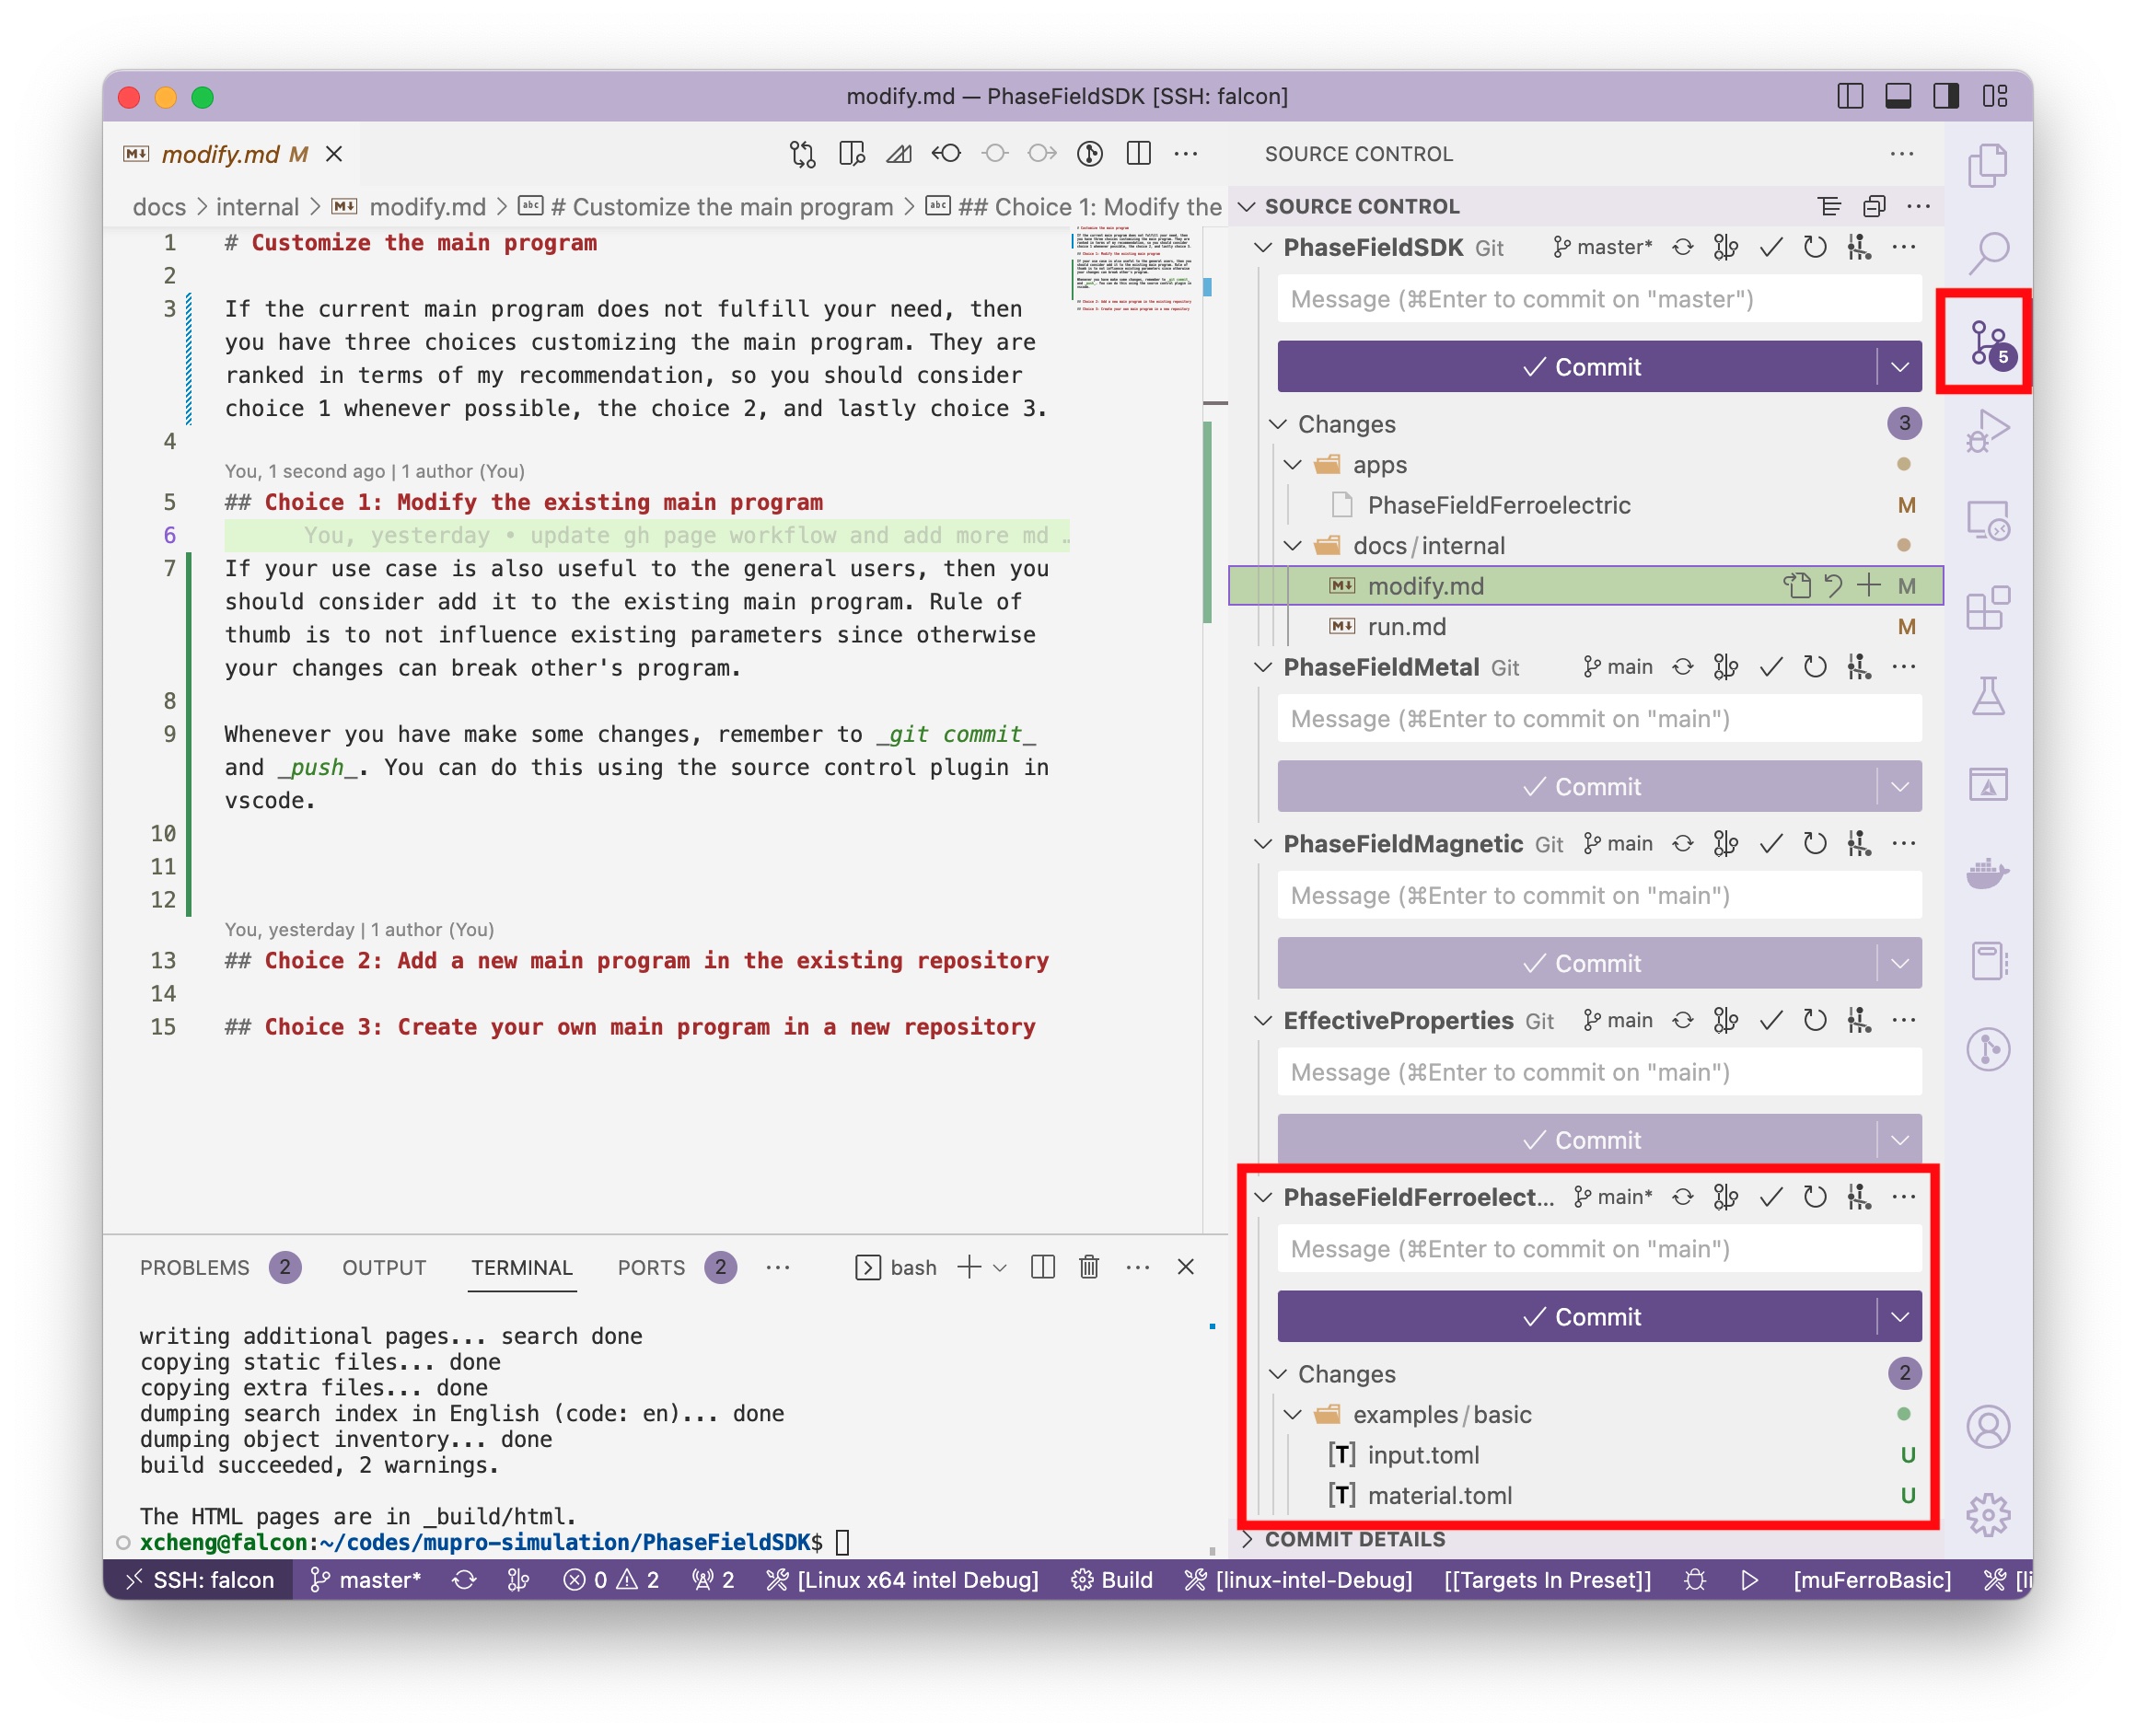 modify.md — PhaseFieldSDK [SSH: falcon]
modify.md M
docs > internal > modify.md > # Customize the main program > ## Choice 1: Modify the
1 # Customize the main program
2
3 If the current main program does not fulfill your need, then
you have three choices customizing the main program. They are
ranked in terms of my recommendation, so you should consider
choice 1 whenever possible, the choice 2, and lastly choice 3.
4
You, 1 second ago | 1 author (You)
5 ## Choice 1: Modify the existing main program
6 You, yesterday • update gh page workflow and add more md …
7 If your use case is also useful to the general users, then you
should consider add it to the existing main program. Rule of
thumb is to not influence existing parameters since otherwise
your changes can break other's program.
8
9 Whenever you have make some changes, remember to _git commit_
and _push_. You can do this using the source control plugin in
vscode.
10
11
12
You, yesterday | 1 author (You)
13 ## Choice 2: Add a new main program in the existing repository
14
15 ## Choice 3: Create your own main program in a new repository
PROBLEMS 2 OUTPUT TERMINAL PORTS 2 ··· bash
writing additional pages... search done
copying static files... done
copying extra files... done
dumping search index in English (code: en)... done
dumping object inventory... done
build succeeded, 2 warnings.
The HTML pages are in _build/html.
xcheng@falcon:~/codes/mupro-simulation/PhaseFieldSDK$
SOURCE CONTROL
SOURCE CONTROL
PhaseFieldSDK Git master*
Message (⌘Enter to commit on "master")
Commit
Changes 3
apps
PhaseFieldFerroelectric M
docs/internal
modify.md M
run.md M
PhaseFieldMetal Git main
Message (⌘Enter to commit on "main")
Commit
PhaseFieldMagnetic Git main
Message (⌘Enter to commit on "main")
Commit
EffectiveProperties Git main
Message (⌘Enter to commit on "main")
Commit
PhaseFieldFerroelect... main*
Message (⌘Enter to commit on "main")
Commit
Changes 2
examples/basic
[T] input.toml U
[T] material.toml U
COMMIT DETAILS
5
SSH: falcon master* 0 2 2 [Linux x64 intel Debug] Build [linux-intel-Debug] [[Targets In Preset]] [muFerroBasic] [li